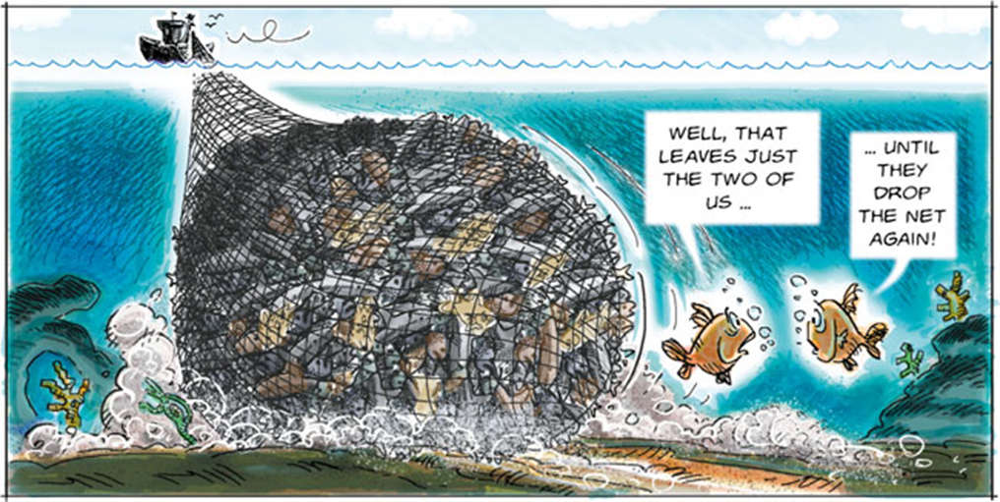 WELL, THAT
LEAVES JUST
THE TWO OF
US ...
... UNTIL
THEY
DROP
THE NET
AGAIN!